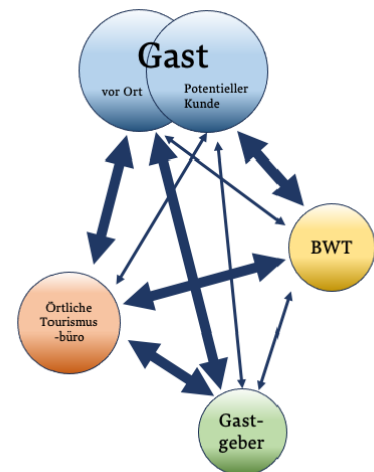 Gast
vor Ort
Potentieller
Kunde
BWT
Örtliche
Tourismus
-büro
Gast-
geber